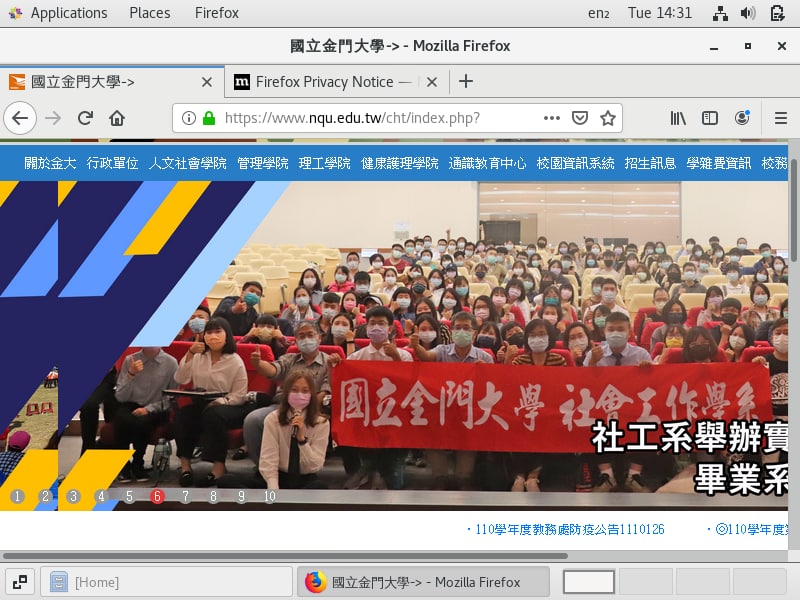 Applications Places Firefox en₂ Tue 14:31
國立金門大學-> - Mozilla Firefox
國立金門大學-> Firefox Privacy Notice —
https://www.nqu.edu.tw/cht/index.php?
關於金大 行政單位 人文社會學院 管理學院 理工學院 健康護理學院 通識教育中心 校園資訊系統 招生訊息 學雜費資訊 校務
國立金門大學 社會工作學系
社工系舉辦實
畢業系
1 2 3 4 5 6 7 8 9 10
・110學年度教務處防疫公告1110126 ・◎110學年度第
[Home] 國立金門大學-> - Mozilla Firefox